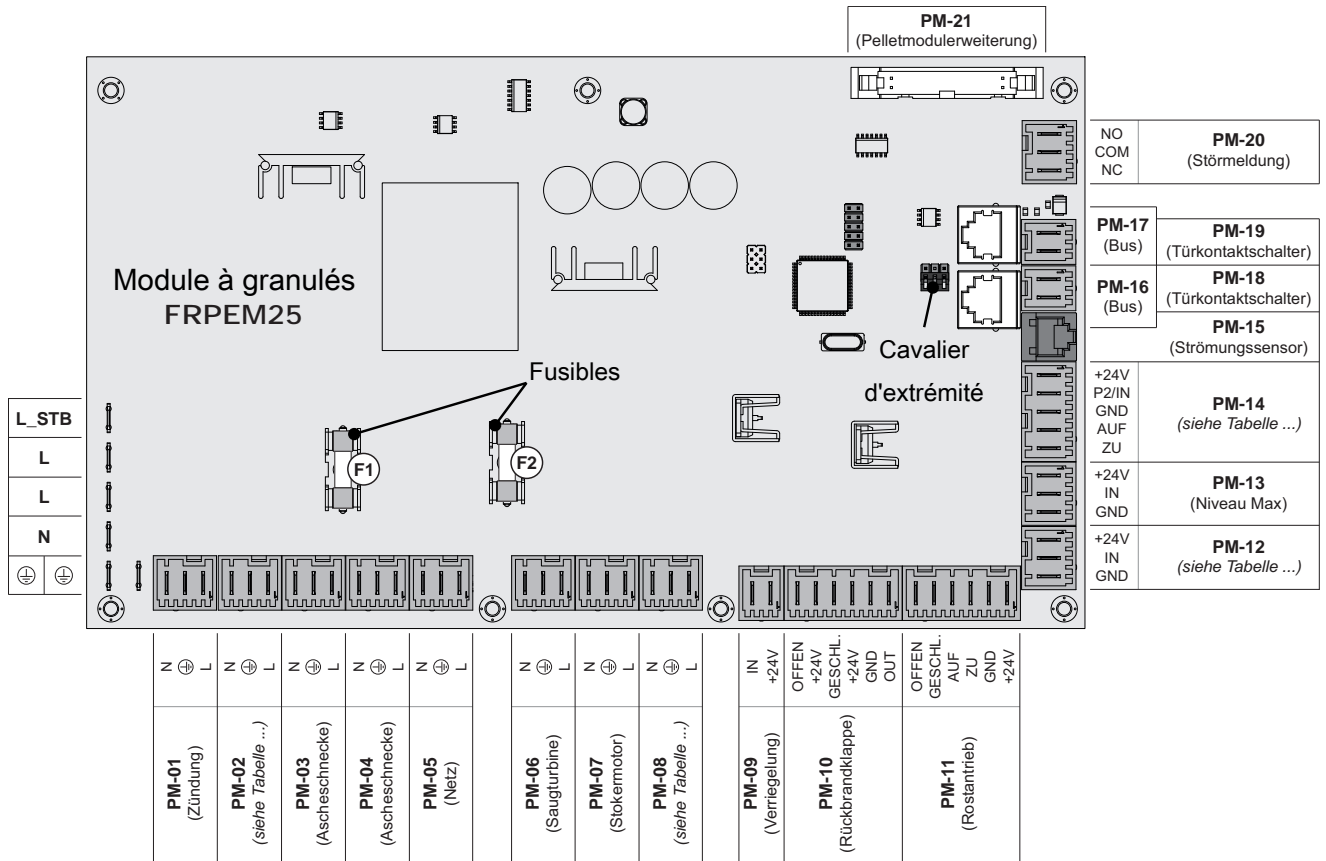 PM-21
(Pelletmodulerweiterung)
NO
COM
NC
PM-20
(Störmeldung)
PM-17
(Bus)
PM-19
(Türkontaktschalter)
PM-16
(Bus)
PM-18
(Türkontaktschalter)
PM-15
(Strömungssensor)
+24V
P2/IN
GND
AUF
ZU
PM-14
(siehe Tabelle ...)
+24V
IN
GND
PM-13
(Niveau Max)
+24V
IN
GND
PM-12
(siehe Tabelle ...)
Module à granulés
FRPEM25
Fusibles
Cavalier
d'extrémité
F1
F2
L_STB
L
L
N
N L
N L
N L
N L
N L
N L
N L
N L
IN
+24V
OFFEN
+24V
GESCHL.
+24V
GND
OUT
OFFEN
GESCHL.
AUF
ZU
GND
+24V
PM-01
(Zündung)
PM-02
(siehe Tabelle ...)
PM-03
(Ascheschnecke)
PM-04
(Ascheschnecke)
PM-05
(Netz)
PM-06
(Saugturbine)
PM-07
(Stokermotor)
PM-08
(siehe Tabelle ...)
PM-09
(Verriegelung)
PM-10
(Rückbrandklappe)
PM-11
(Rostantrieb)